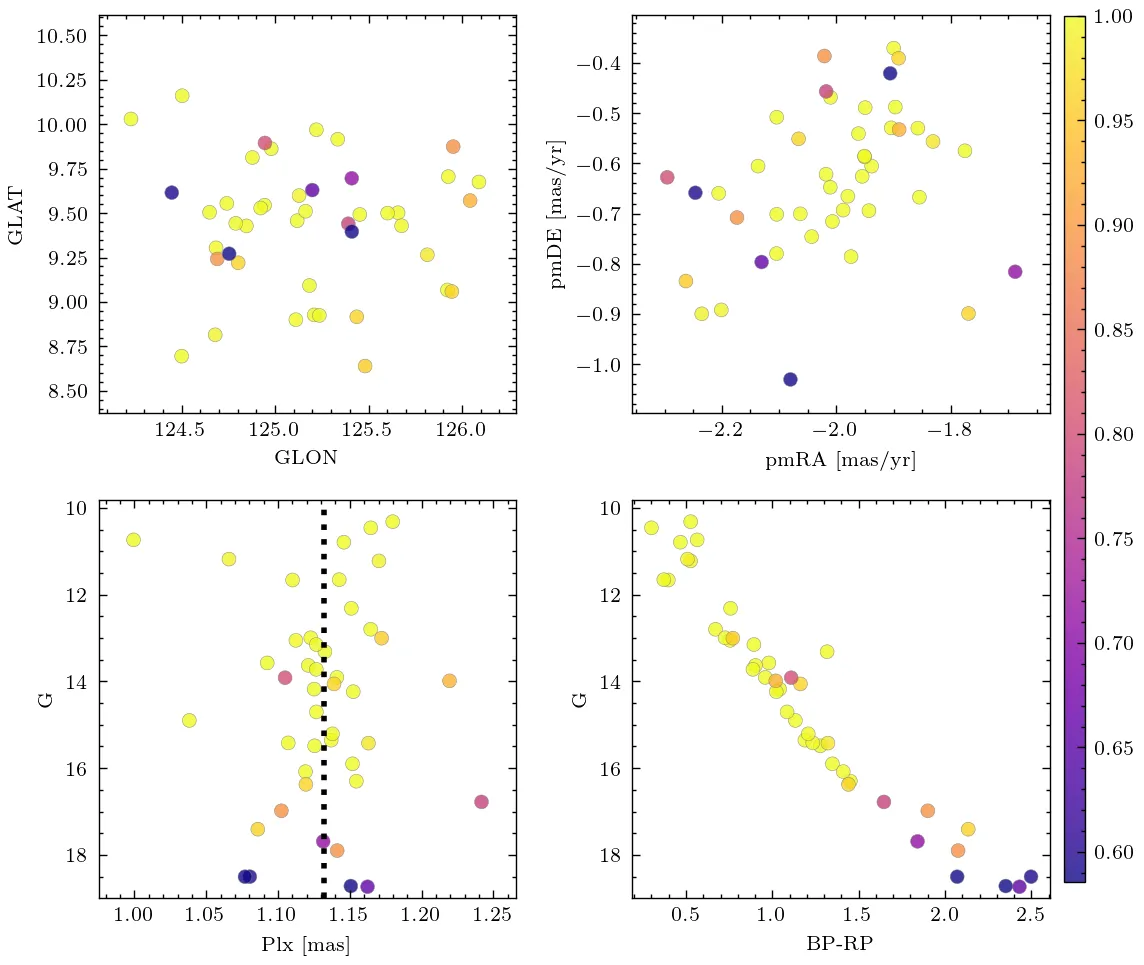 10.50
10.25
10.00
9.75
9.50
9.25
9.00
8.75
8.50
GLAT
124.5 125.0 125.5 126.0
GLON
−0.4
−0.5
−0.6
−0.7
−0.8
−0.9
−1.0
pmDE [mas/yr]
−2.2 −2.0 −1.8
pmRA [mas/yr]
10
12
14
16
18
G
1.00 1.05 1.10 1.15 1.20 1.25
Plx [mas]
10
12
14
16
18
G
0.5 1.0 1.5 2.0 2.5
BP-RP
1.00
0.95
0.90
0.85
0.80
0.75
0.70
0.65
0.60